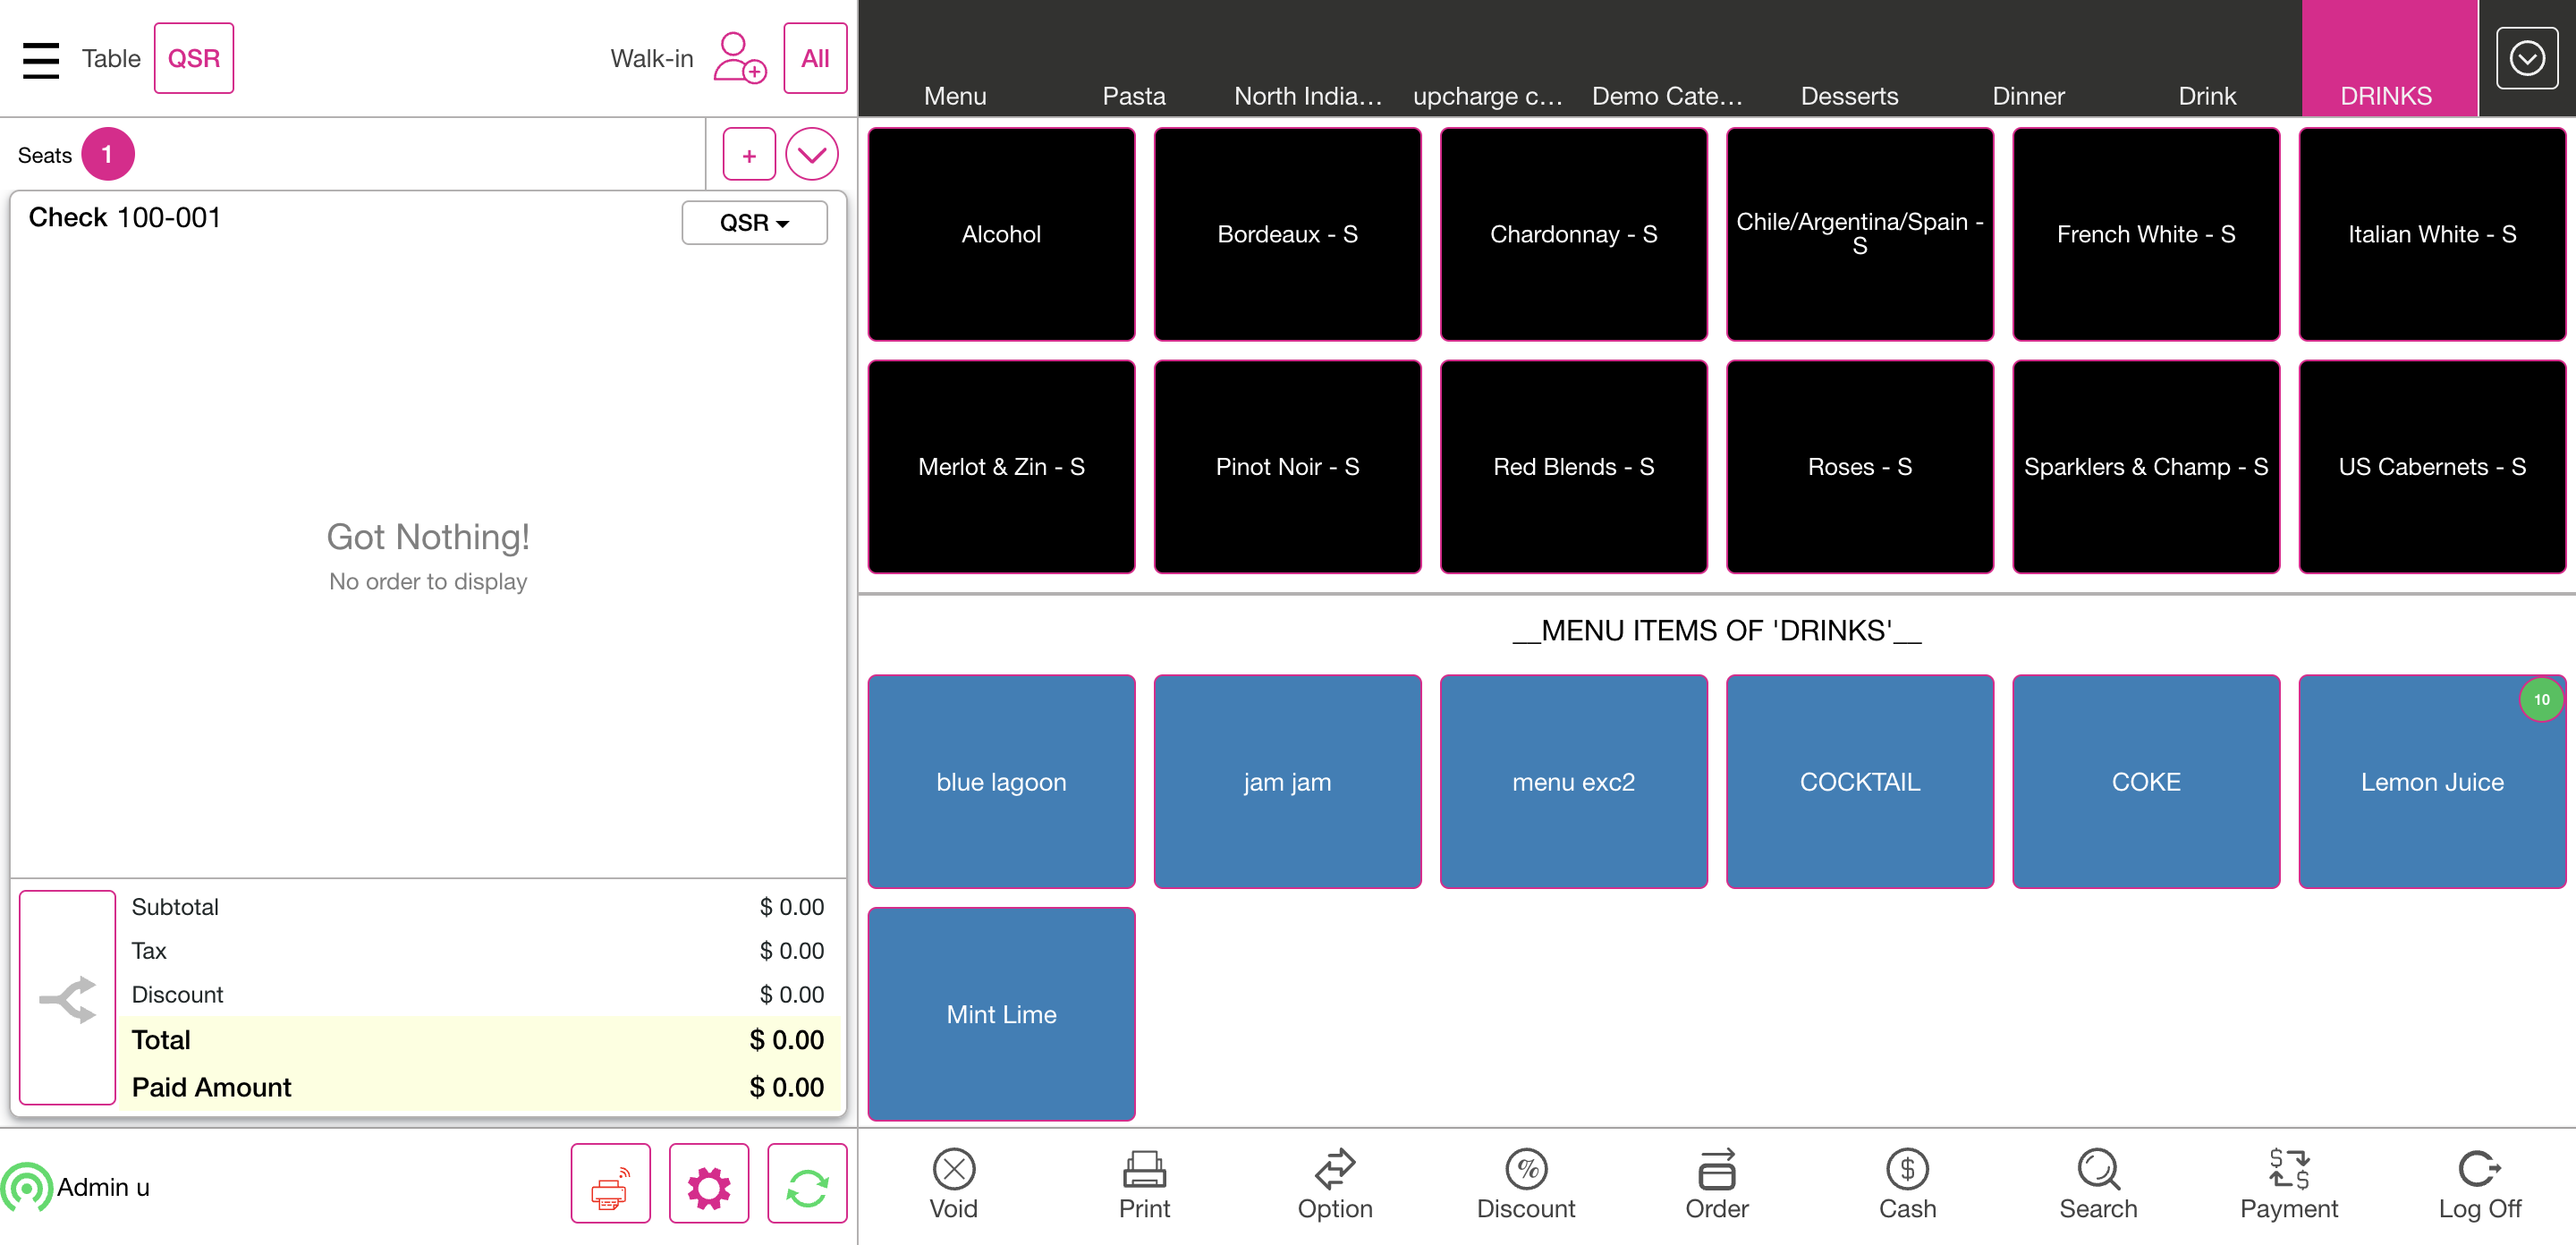 Table
QSR
Walk-in
All
Menu
Pasta
North India...
upcharge c...
Demo Cate...
Desserts
Dinner
Drink
DRINKS
Seats 1
+
Check 100-001
QSR
Got Nothing!
No order to display
Subtotal $ 0.00
Tax $ 0.00
Discount $ 0.00
Total $ 0.00
Paid Amount $ 0.00
Admin u
Alcohol
Bordeaux - S
Chardonnay - S
Chile/Argentina/Spain -
S
French White - S
Italian White - S
Merlot & Zin - S
Pinot Noir - S
Red Blends - S
Roses - S
Sparklers & Champ - S
US Cabernets - S
__MENU ITEMS OF 'DRINKS'__
blue lagoon
jam jam
menu exc2
COCKTAIL
COKE
10
Lemon Juice
Mint Lime
Void
Print
Option
%
Discount
Order
$
Cash
Search
$ $
Payment
Log Off